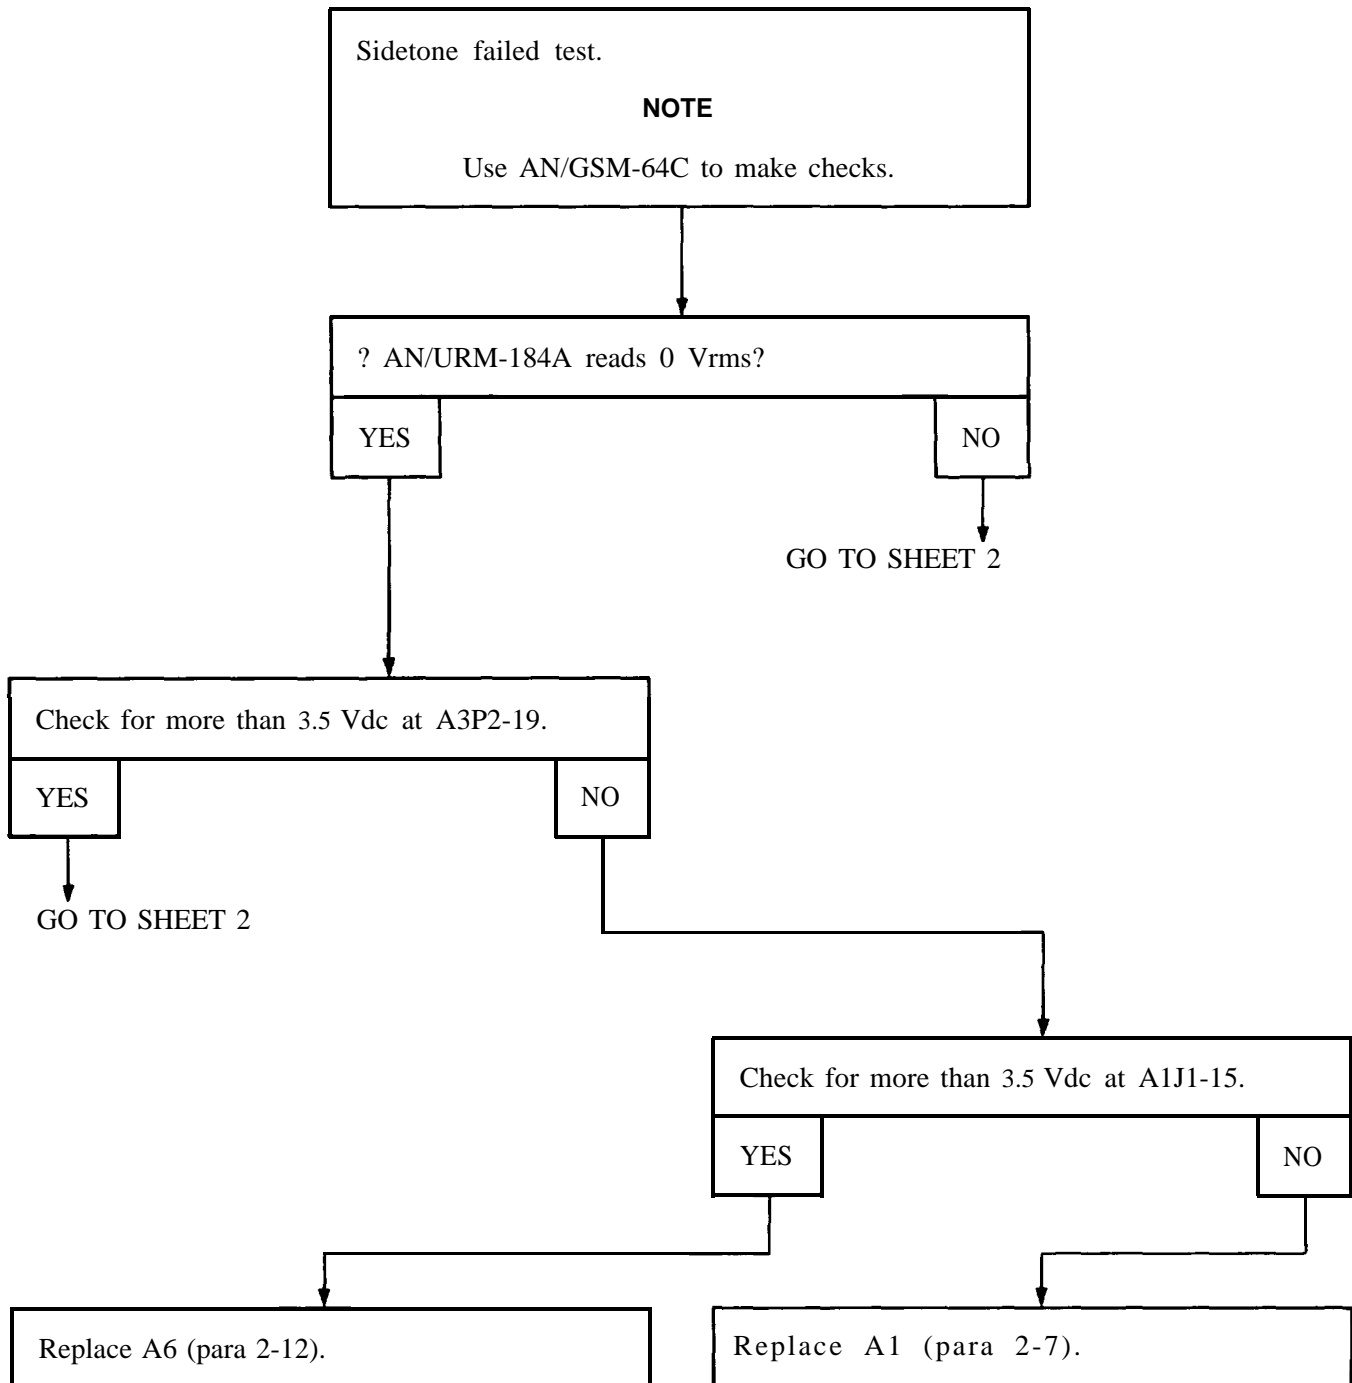 Sidetone failed test.
NOTE
Use AN/GSM-64C to make checks.
? AN/URM-184A reads 0 Vrms?
YES
NO
GO TO SHEET 2
Check for more than 3.5 Vdc at A3P2-19.
YES
NO
GO TO SHEET 2
Check for more than 3.5 Vdc at A1J1-15.
YES
NO
Replace A6 (para 2-12).
Replace A1 (para 2-7).